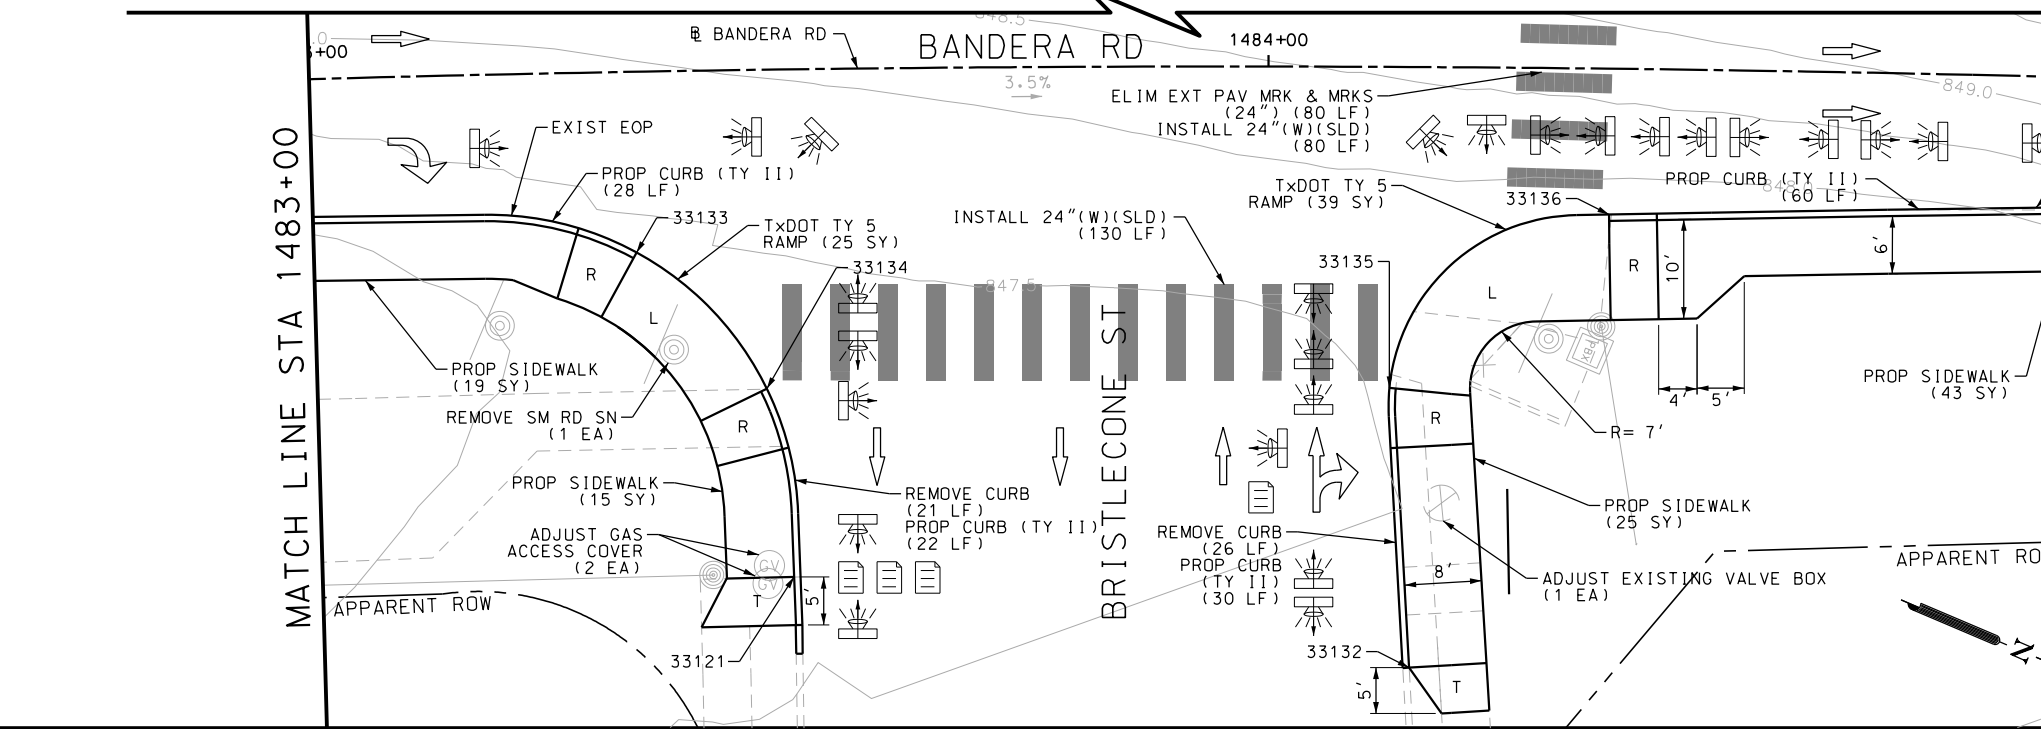 848.5
.0
+00
℄ BANDERA RD
BANDERA RD
1484+00
3.5%
849.0
ELIM EXT PAV MRK & MRKS
(24") (80 LF)
INSTALL 24"(W)(SLD)
(80 LF)
EXIST EOP
PROP CURB (TY II)
(28 LF)
33133
TxDOT TY 5
RAMP (25 SY)
33134
INSTALL 24"(W)(SLD)
(130 LF)
TxDOT TY 5
RAMP (39 SY)
33136
PROP CURB (TY II)
(60 LF)
848.0
33135
847.5
MATCH LINE STA 1483+00
R
L
R
L
R
10'
6'
PBX
PROP SIDEWALK
(19 SY)
REMOVE SM RD SN
(1 EA)
PROP SIDEWALK
(43 SY)
4'
5'
R= 7'
R
BRISTLECONE ST
PROP SIDEWALK
(15 SY)
REMOVE CURB
(21 LF)
PROP CURB (TY II)
(22 LF)
ADJUST GAS
ACCESS COVER
(2 EA)
GV
GV
T
5'
REMOVE CURB
(26 LF)
PROP CURB
(TY II)
(30 LF)
PROP SIDEWALK
(25 SY)
8'
ADJUST EXISTING VALVE BOX
(1 EA)
APPARENT ROW
APPARENT RO
33121
33132
5'
T
N